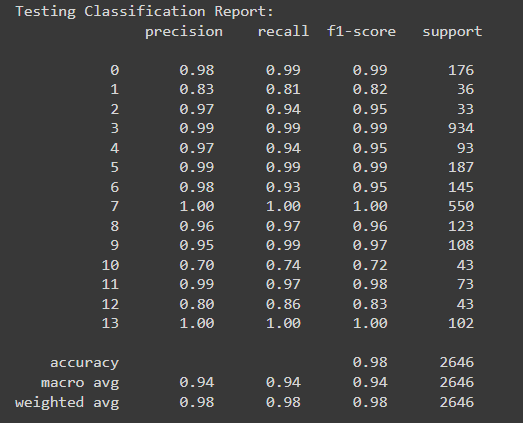 Testing Classification Report:
precision recall f1-score support
0 0.98 0.99 0.99 176
1 0.83 0.81 0.82 36
2 0.97 0.94 0.95 33
3 0.99 0.99 0.99 934
4 0.97 0.94 0.95 93
5 0.99 0.99 0.99 187
6 0.98 0.93 0.95 145
7 1.00 1.00 1.00 550
8 0.96 0.97 0.96 123
9 0.95 0.99 0.97 108
10 0.70 0.74 0.72 43
11 0.99 0.97 0.98 73
12 0.80 0.86 0.83 43
13 1.00 1.00 1.00 102
accuracy 0.98 2646
macro avg 0.94 0.94 0.94 2646
weighted avg 0.98 0.98 0.98 2646